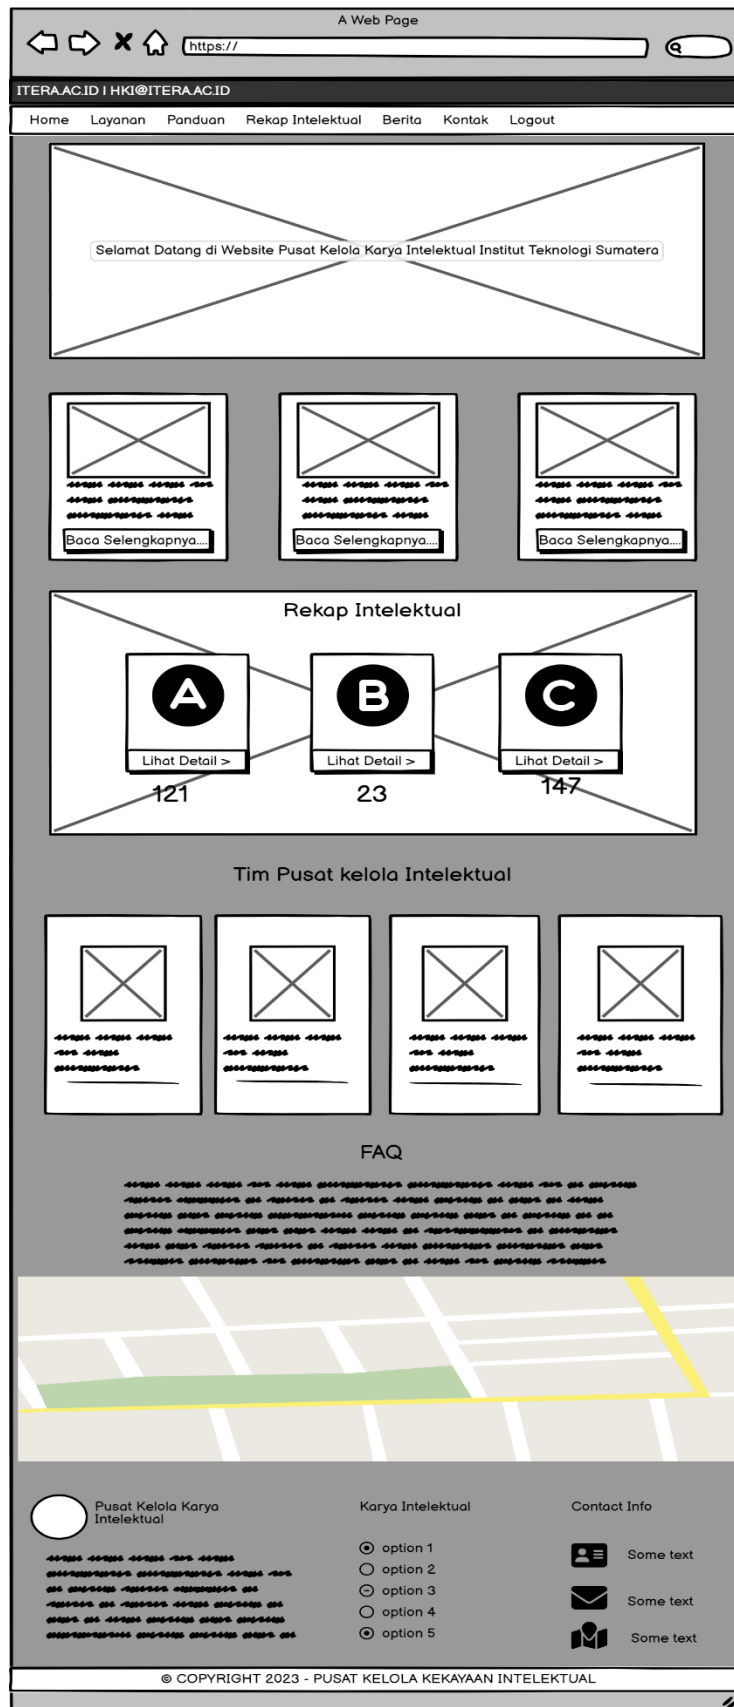 A Web Page
https://
ITERA.AC.ID I HKI@ITERA.AC.ID
Home Layanan Panduan Rekap Intelektual Berita Kontak Logout
Selamat Datang di Website Pusat Kelola Karya Intelektual Institut Teknologi Sumatera
Baca Selengkapnya.... Baca Selengkapnya.... Baca Selengkapnya....
Rekap Intelektual
A B C
Lihat Detail > Lihat Detail > Lihat Detail >
121 23 147
Tim Pusat kelola Intelektual
FAQ
Pusat Kelola Karya
Intelektual
Karya Intelektual
option 1
option 2
option 3
option 4
option 5
Contact Info
Some text
Some text
Some text
© COPYRIGHT 2023 - PUSAT KELOLA KEKAYAAN INTELEKTUAL